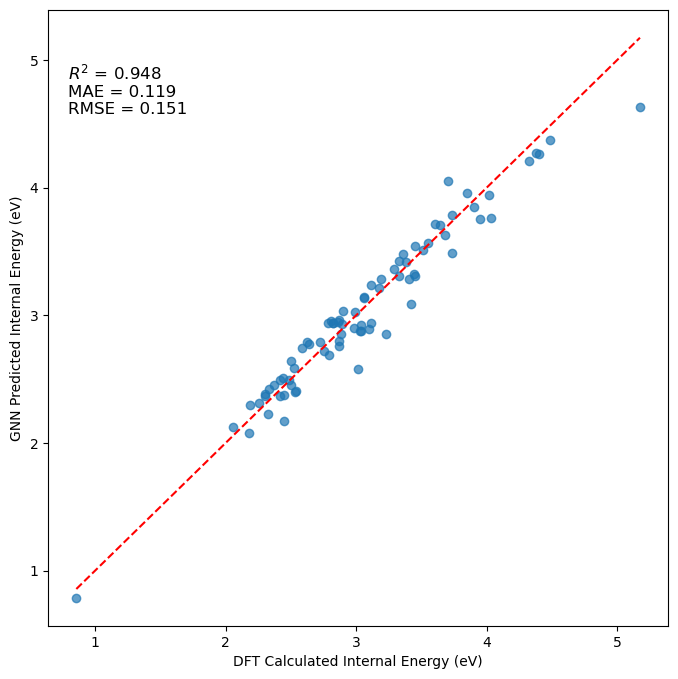 R² = 0.948
MAE = 0.119
RMSE = 0.151
GNN Predicted Internal Energy (eV)
5
4
3
2
1
1 2 3 4 5
DFT Calculated Internal Energy (eV)